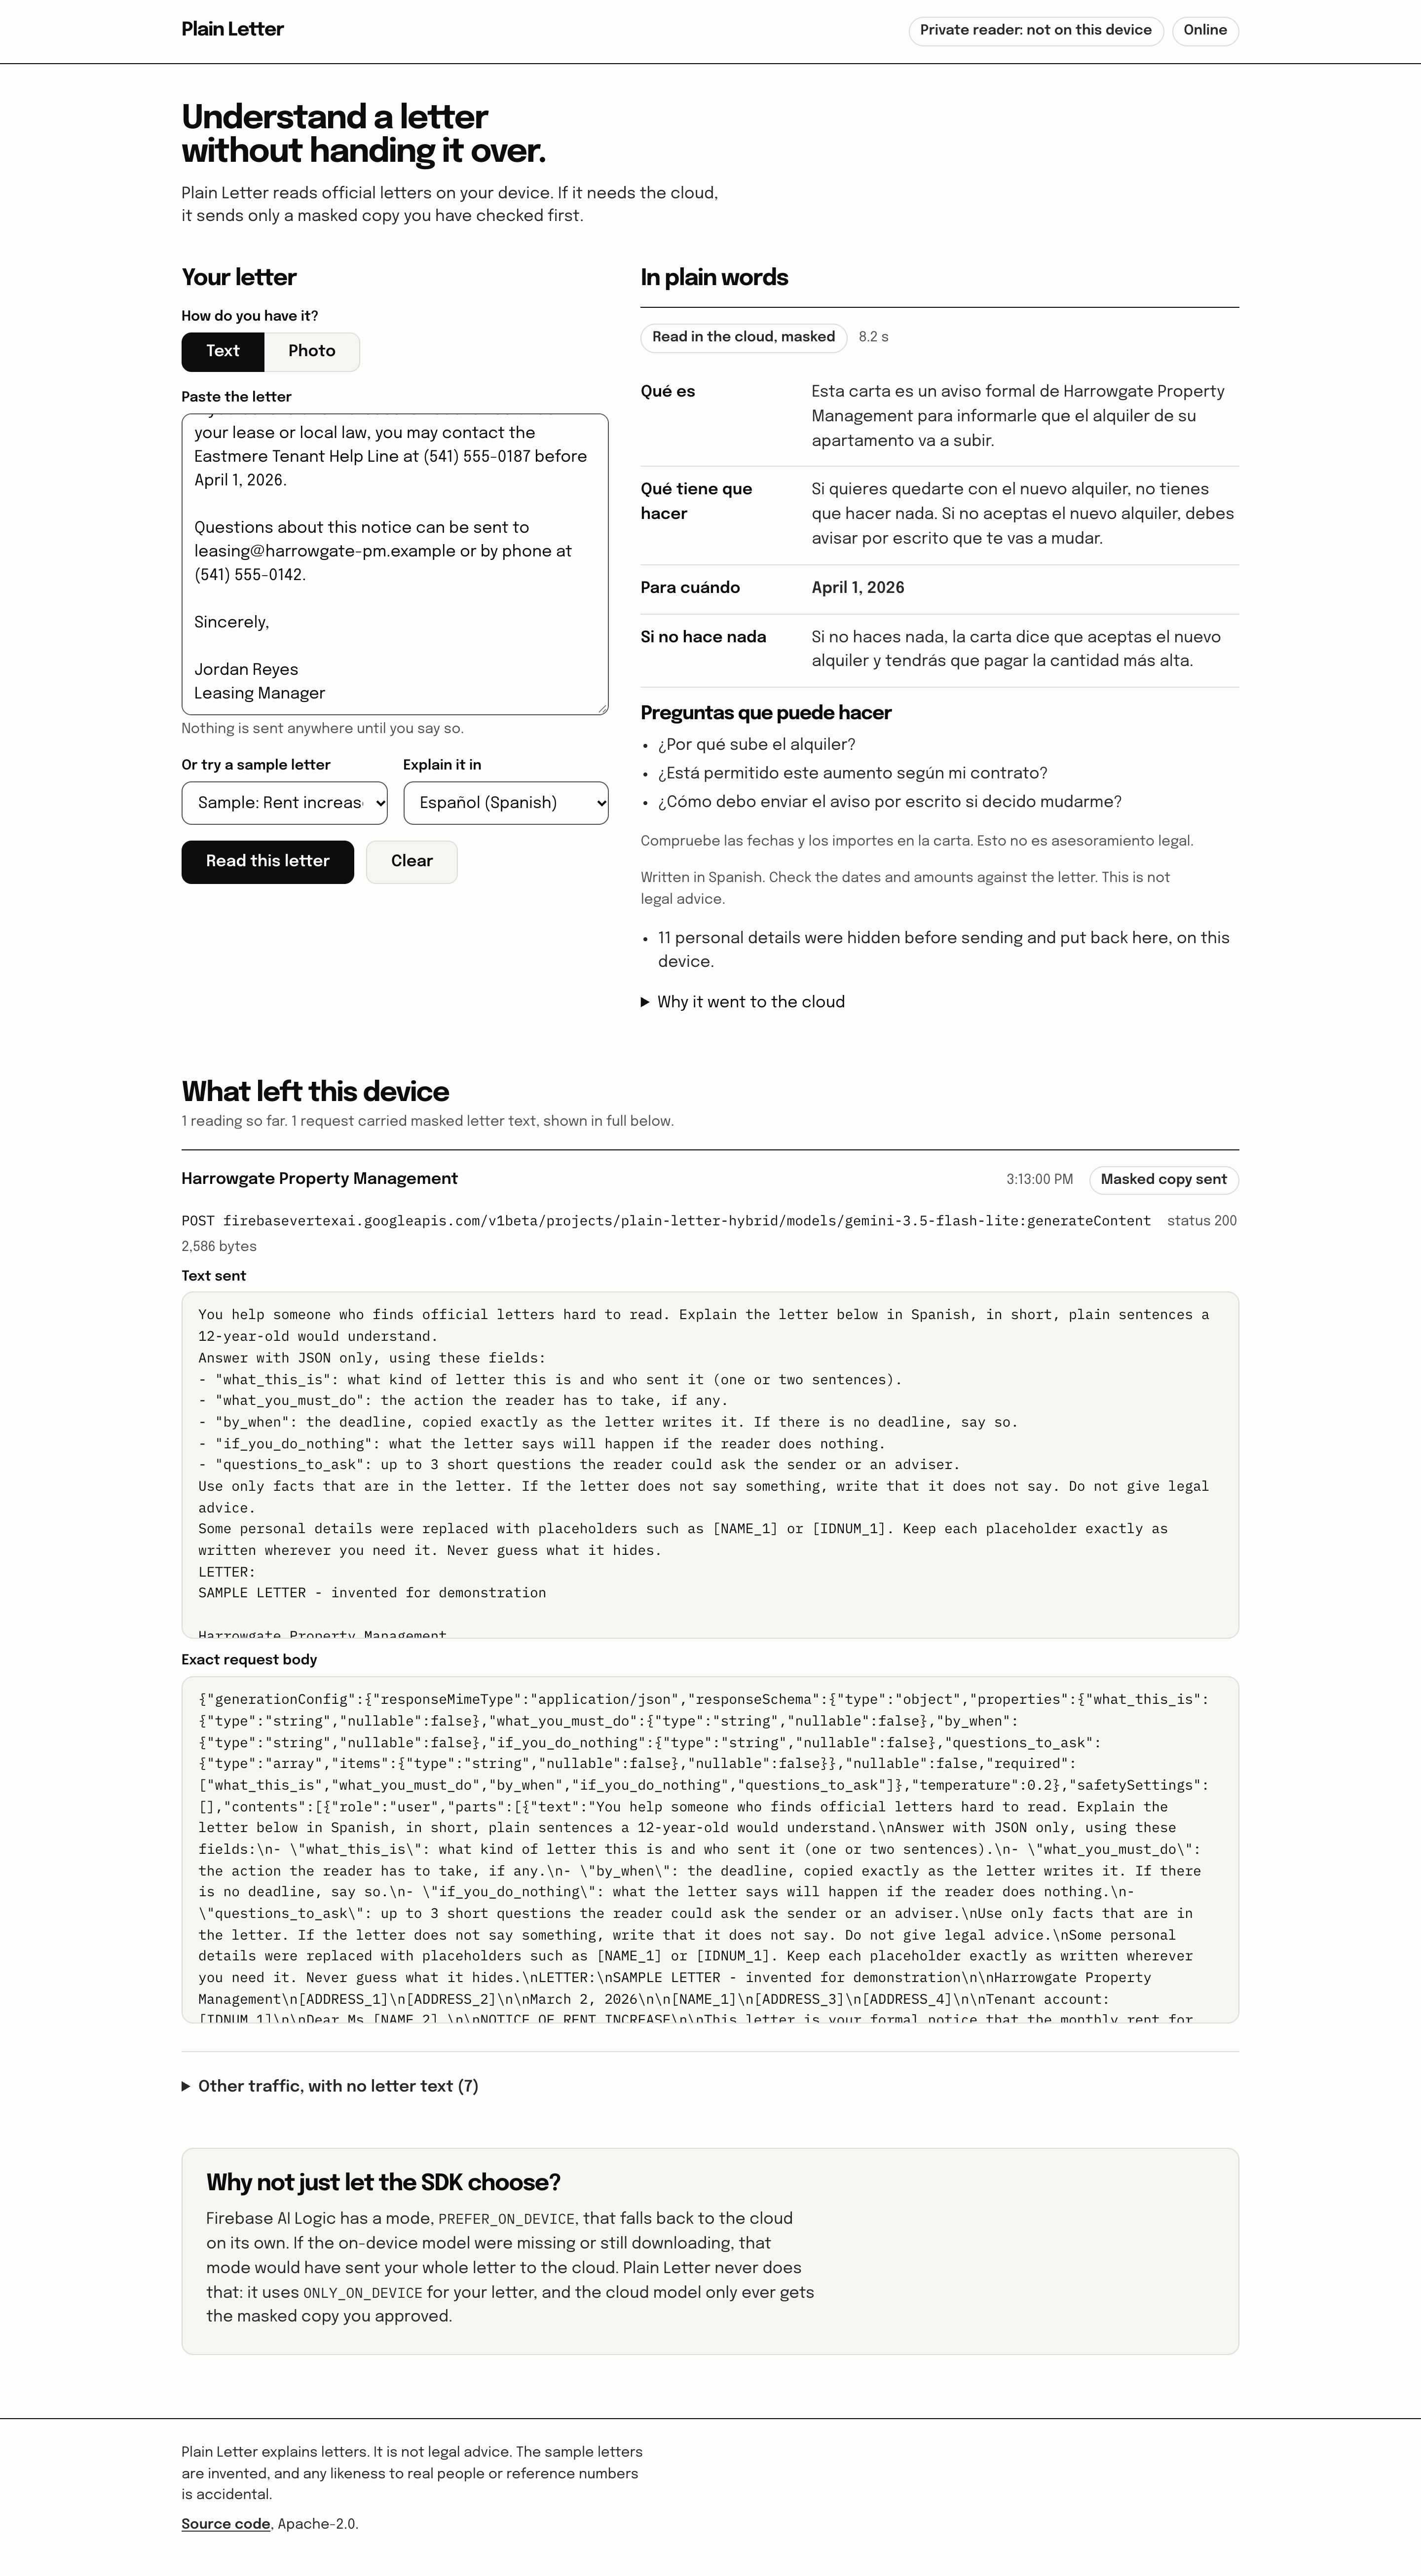 Plain Letter
Private reader: not on this device
Online
Understand a letter
without handing it over.
Plain Letter reads official letters on your device. If it needs the cloud,
it sends only a masked copy you have checked first.
Your letter
How do you have it?
Text
Photo
Paste the letter
your lease or local law, you may contact the
Eastmere Tenant Help Line at (541) 555-0187 before
April 1, 2026.
Questions about this notice can be sent to
leasing@harrowgate-pm.example or by phone at
(541) 555-0142.
Sincerely,
Jordan Reyes
Leasing Manager
Nothing is sent anywhere until you say so.
Or try a sample letter
Explain it in
Sample: Rent increas
Español (Spanish)
Read this letter
Clear
In plain words
Read in the cloud, masked
8.2 s
Qué es
Esta carta es un aviso formal de Harrowgate Property
Management para informarle que el alquiler de su
apartamento va a subir.
Qué tiene que
hacer
Si quieres quedarte con el nuevo alquiler, no tienes
que hacer nada. Si no aceptas el nuevo alquiler, debes
avisar por escrito que te vas a mudar.
Para cuándo
April 1, 2026
Si no hace nada
Si no haces nada, la carta dice que aceptas el nuevo
alquiler y tendrás que pagar la cantidad más alta.
Preguntas que puede hacer
• ¿Por qué sube el alquiler?
• ¿Está permitido este aumento según mi contrato?
• ¿Cómo debo enviar el aviso por escrito si decido mudarme?
Compruebe las fechas y los importes en la carta. Esto no es asesoramiento legal.
Written in Spanish. Check the dates and amounts against the letter. This is not
legal advice.
• 11 personal details were hidden before sending and put back here, on this
device.
▶ Why it went to the cloud
What left this device
1 reading so far. 1 request carried masked letter text, shown in full below.
Harrowgate Property Management
3:13:00 PM
Masked copy sent
POST firebasevertexai.googleapis.com/v1beta/projects/plain-letter-hybrid/models/gemini-3.5-flash-lite:generateContent status 200
2,586 bytes
Text sent
You help someone who finds official letters hard to read. Explain the letter below in Spanish, in short, plain sentences a
12-year-old would understand.
Answer with JSON only, using these fields:
- "what_this_is": what kind of letter this is and who sent it (one or two sentences).
- "what_you_must_do": the action the reader has to take, if any.
- "by_when": the deadline, copied exactly as the letter writes it. If there is no deadline, say so.
- "if_you_do_nothing": what the letter says will happen if the reader does nothing.
- "questions_to_ask": up to 3 short questions the reader could ask the sender or an adviser.
Use only facts that are in the letter. If the letter does not say something, write that it does not say. Do not give legal
advice.
Some personal details were replaced with placeholders such as [NAME_1] or [IDNUM_1]. Keep each placeholder exactly as
written wherever you need it. Never guess what it hides.
LETTER:
SAMPLE LETTER - invented for demonstration
Harrowgate Property Management
Exact request body
{"generationConfig":{"responseMimeType":"application/json","responseSchema":{"type":"object","properties":{"what_this_is":
{"type":"string","nullable":false},"what_you_must_do":{"type":"string","nullable":false},"by_when":
{"type":"string","nullable":false},"if_you_do_nothing":{"type":"string","nullable":false},"questions_to_ask":
{"type":"array","items":{"type":"string","nullable":false},"nullable":false}},"nullable":false,"required":
["what_this_is","what_you_must_do","by_when","if_you_do_nothing","questions_to_ask"]},"temperature":0.2},"safetySettings":
[],"contents":[{"role":"user","parts":[{"text":"You help someone who finds official letters hard to read. Explain the
letter below in Spanish, in short, plain sentences a 12-year-old would understand.\nAnswer with JSON only, using these
fields:\n- \"what_this_is\": what kind of letter this is and who sent it (one or two sentences).\n- \"what_you_must_do\":
the action the reader has to take, if any.\n- \"by_when\": the deadline, copied exactly as the letter writes it. If there
is no deadline, say so.\n- \"if_you_do_nothing\": what the letter says will happen if the reader does nothing.\n-
\"questions_to_ask\": up to 3 short questions the reader could ask the sender or an adviser.\nUse only facts that are in
the letter. If the letter does not say something, write that it does not say. Do not give legal advice.\nSome personal
details were replaced with placeholders such as [NAME_1] or [IDNUM_1]. Keep each placeholder exactly as written wherever
you need it. Never guess what it hides.\nLETTER:\nSAMPLE LETTER - invented for demonstration\n\nHarrowgate Property
Management\n[ADDRESS_1]\n[ADDRESS_2]\n\nMarch 2, 2026\n\n[NAME_1]\n[ADDRESS_3]\n[ADDRESS_4]\n\nTenant account:
[IDNUM_1]\n\nDear Ms. [NAME_2],\n\nNOTICE OF RENT INCREASE\n\nThis letter is your formal notice that the monthly rent for
▶ Other traffic, with no letter text (7)
Why not just let the SDK choose?
Firebase AI Logic has a mode, PREFER_ON_DEVICE, that falls back to the cloud
on its own. If the on-device model were missing or still downloading, that
mode would have sent your whole letter to the cloud. Plain Letter never does
that: it uses ONLY_ON_DEVICE for your letter, and the cloud model only ever gets
the masked copy you approved.
Plain Letter explains letters. It is not legal advice. The sample letters
are invented, and any likeness to real people or reference numbers
is accidental.
Source code, Apache-2.0.